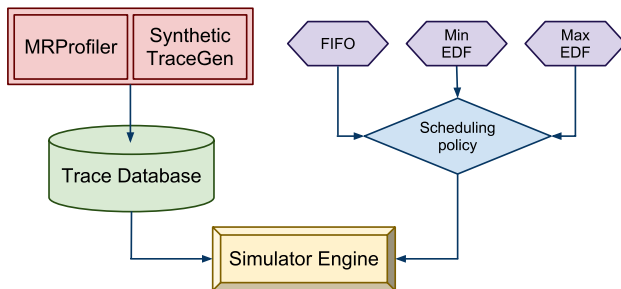 MRProfiler
Synthetic
TraceGen
FIFO
Min
EDF
Max
EDF
Scheduling
policy
Trace Database
Simulator Engine